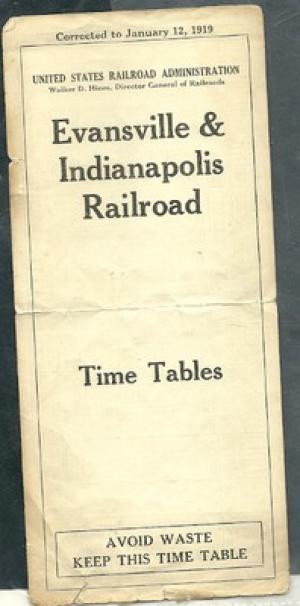 Corrected to January 12, 1919
UNITED STATES RAILROAD ADMINISTRATION
Walker D. Hines, Director General of Railroads
Evansville &
Indianapolis
Railroad
Time Tables
AVOID WASTE
KEEP THIS TIME TABLE